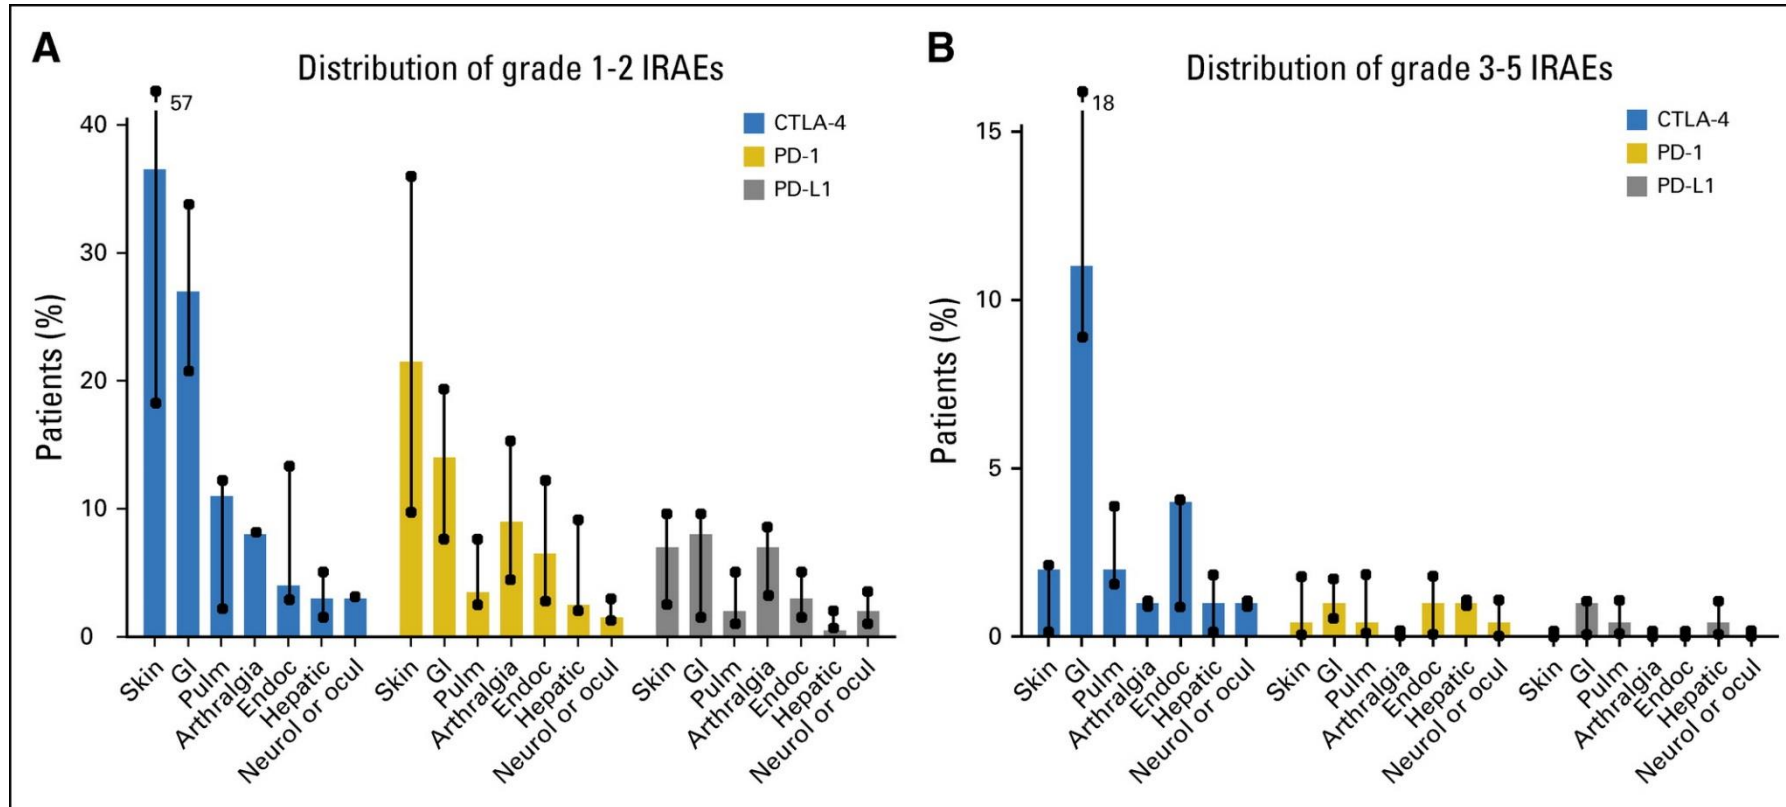 A
Distribution of grade 1-2 IRAEs
57
CTLA-4
PD-1
PD-L1
Patients (%)
40
30
20
10
0
Skin
GI
Pulm
Arthralgia
Endoc
Hepatic
Neurol or ocul
Skin
GI
Pulm
Arthralgia
Endoc
Hepatic
Neurol or ocul
Skin
GI
Pulm
Arthralgia
Endoc
Hepatic
Neurol or ocul
B
Distribution of grade 3-5 IRAEs
18
CTLA-4
PD-1
PD-L1
Patients (%)
15
10
5
0
Skin
GI
Pulm
Arthralgia
Endoc
Hepatic
Neurol or ocul
Skin
GI
Pulm
Arthralgia
Endoc
Hepatic
Neurol or ocul
Skin
GI
Pulm
Arthralgia
Endoc
Hepatic
Neurol or ocul